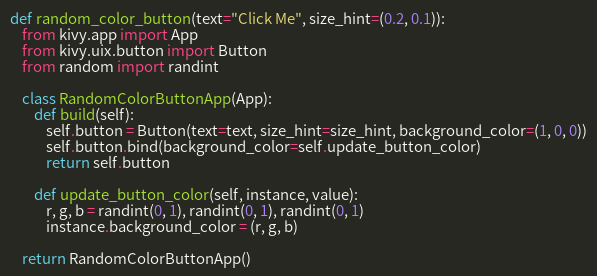 def random_color_button(text="Click Me", size_hint=(0.2, 0.1)):
from kivy.app import App
from kivy.uix.button import Button
from random import randint
class RandomColorButtonApp(App):
def build(self):
self.button = Button(text=text, size_hint=size_hint, background_color=(1, 0, 0))
self.button.bind(background_color=self.update_button_color)
return self.button
def update_button_color(self, instance, value):
r, g, b = randint(0, 1), randint(0, 1), randint(0, 1)
instance.background_color = (r, g, b)
return RandomColorButtonApp()